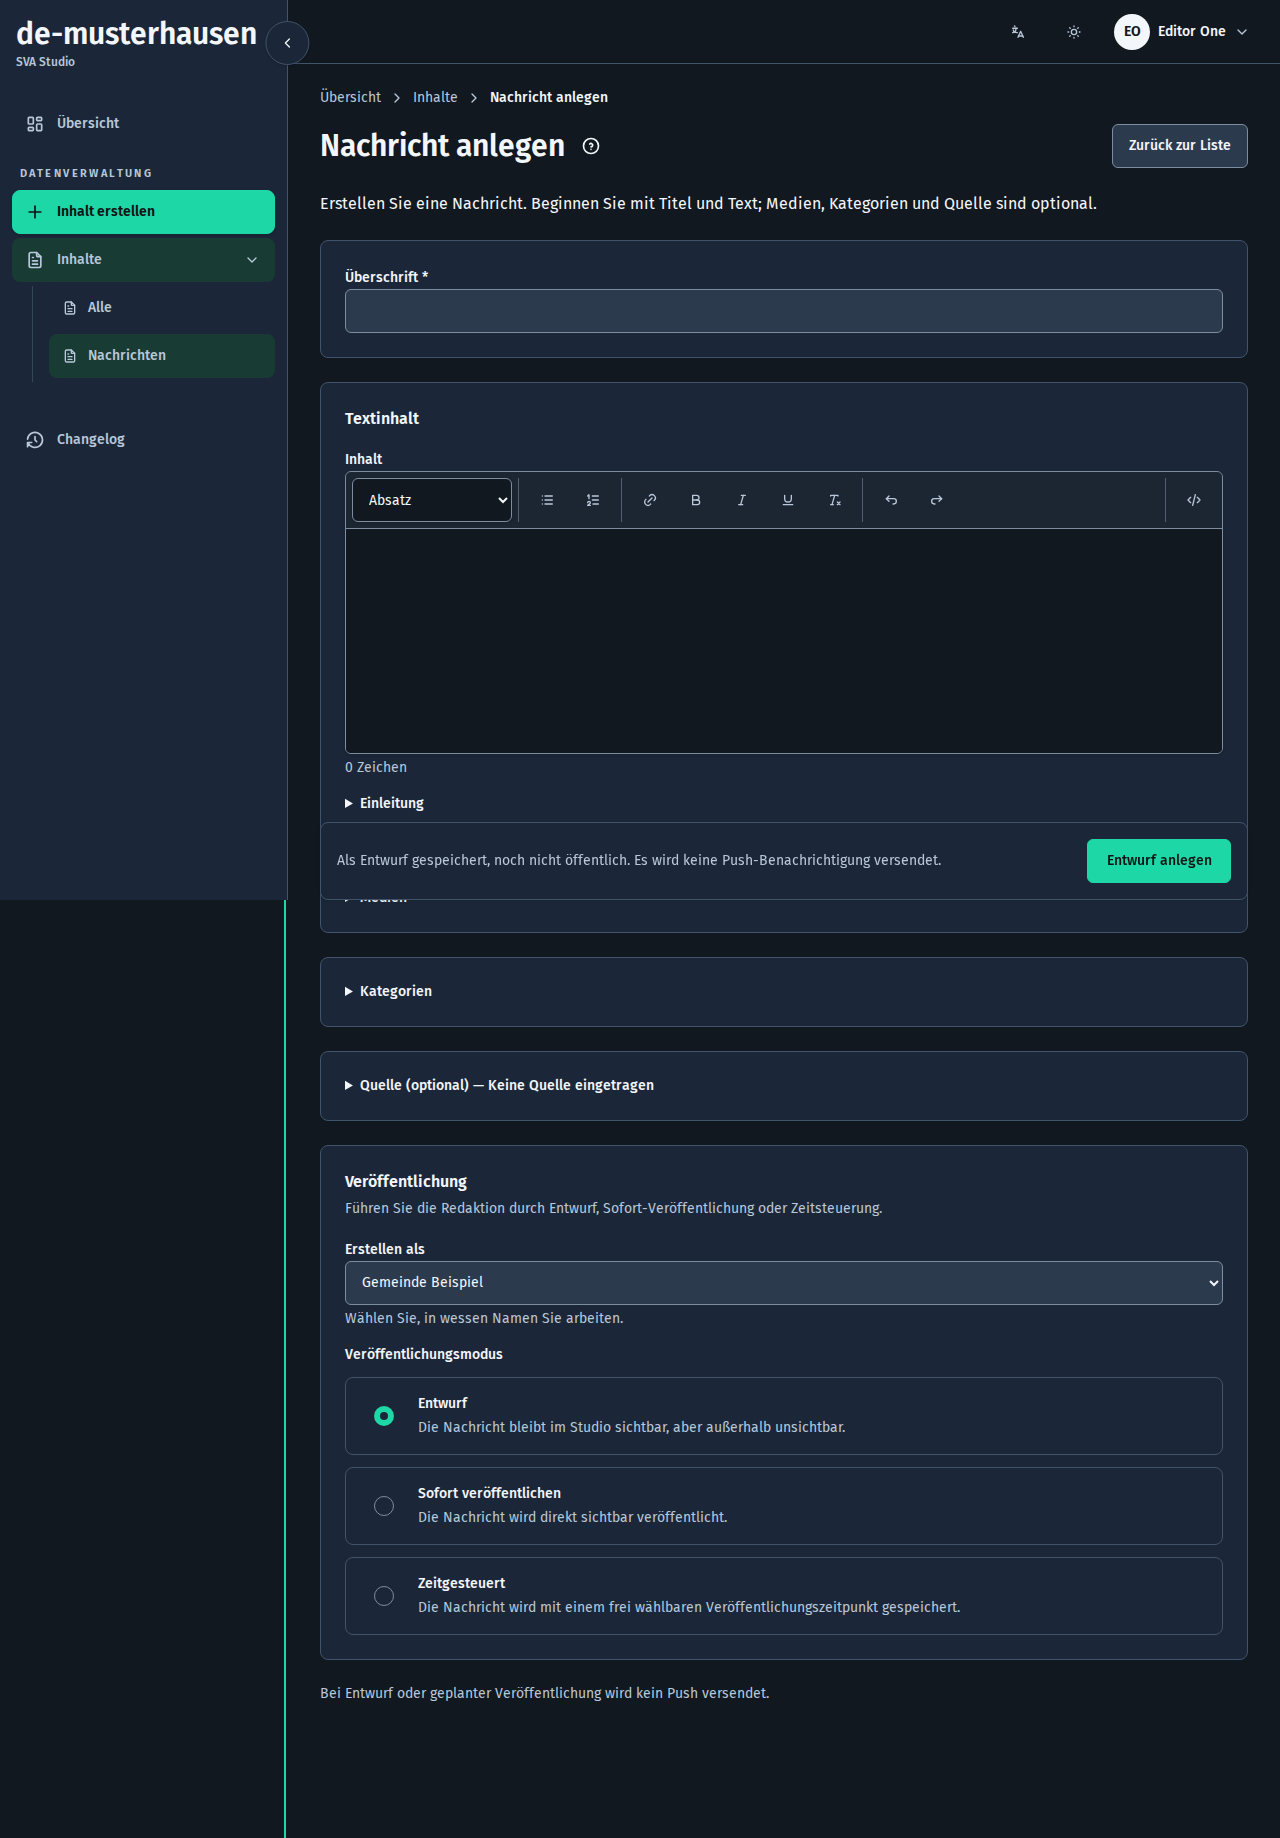 de-musterhausen
SVA Studio
Übersicht
DATENVERWALTUNG
Inhalt erstellen
Inhalte
Alle
Nachrichten
Changelog
EO Editor One
Übersicht > Inhalte > Nachricht anlegen
Nachricht anlegen
Zurück zur Liste
Erstellen Sie eine Nachricht. Beginnen Sie mit Titel und Text; Medien, Kategorien und Quelle sind optional.
Überschrift *
Textinhalt
Inhalt
Absatz
0 Zeichen
Einleitung
Als Entwurf gespeichert, noch nicht öffentlich. Es wird keine Push-Benachrichtigung versendet.
Entwurf anlegen
Kategorien
Quelle (optional) — Keine Quelle eingetragen
Veröffentlichung
Führen Sie die Redaktion durch Entwurf, Sofort-Veröffentlichung oder Zeitsteuerung.
Erstellen als
Gemeinde Beispiel
Wählen Sie, in wessen Namen Sie arbeiten.
Veröffentlichungsmodus
Entwurf
Die Nachricht bleibt im Studio sichtbar, aber außerhalb unsichtbar.
Sofort veröffentlichen
Die Nachricht wird direkt sichtbar veröffentlicht.
Zeitgesteuert
Die Nachricht wird mit einem frei wählbaren Veröffentlichungszeitpunkt gespeichert.
Bei Entwurf oder geplanter Veröffentlichung wird kein Push versendet.